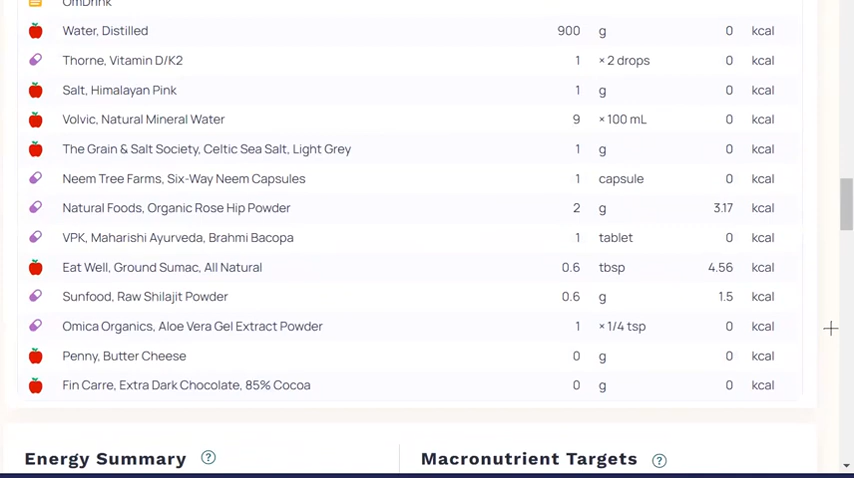 OmDrink
Water, Distilled 900 g 0 kcal
Thorne, Vitamin D/K2 1 × 2 drops 0 kcal
Salt, Himalayan Pink 1 g 0 kcal
Volvic, Natural Mineral Water 9 × 100 mL 0 kcal
The Grain & Salt Society, Celtic Sea Salt, Light Grey 1 g 0 kcal
Neem Tree Farms, Six-Way Neem Capsules 1 capsule 0 kcal
Natural Foods, Organic Rose Hip Powder 2 g 3.17 kcal
VPK, Maharishi Ayurveda, Brahmi Bacopa 1 tablet 0 kcal
Eat Well, Ground Sumac, All Natural 0.6 tbsp 4.56 kcal
Sunfood, Raw Shilajit Powder 0.6 g 1.5 kcal
Omica Organics, Aloe Vera Gel Extract Powder 1 × 1/4 tsp 0 kcal
Penny, Butter Cheese 0 g 0 kcal
Fin Carre, Extra Dark Chocolate, 85% Cocoa 0 g 0 kcal
Energy Summary ? Macronutrient Targets ?